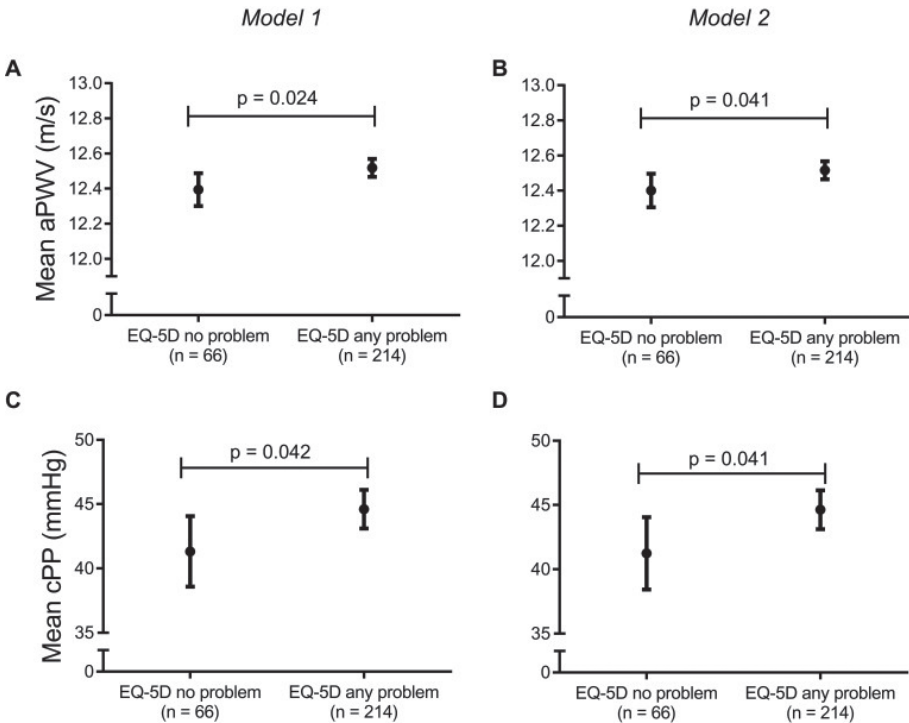 Model 1
Model 2
A
Mean aPWV (m/s)
13.0
12.8
12.6
12.4
12.2
12.0
0
p = 0.024
EQ-5D no problem
(n = 66)
EQ-5D any problem
(n = 214)
B
13.0
12.8
12.6
12.4
12.2
12.0
0
p = 0.041
EQ-5D no problem
(n = 66)
EQ-5D any problem
(n = 214)
C
Mean cPP (mmHg)
50
45
40
35
0
p = 0.042
EQ-5D no problem
(n = 66)
EQ-5D any problem
(n = 214)
D
50
45
40
35
0
p = 0.041
EQ-5D no problem
(n = 66)
EQ-5D any problem
(n = 214)